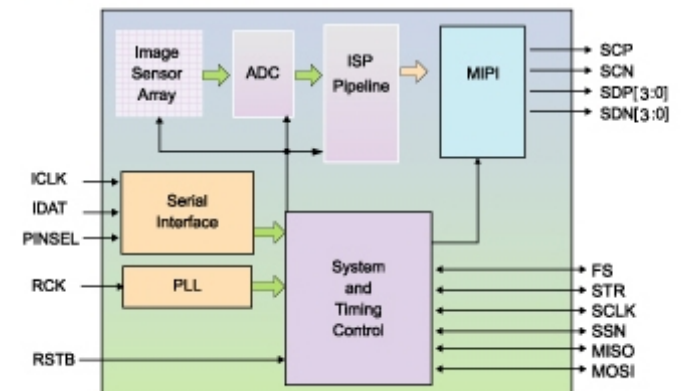 Image
Sensor
Array
ADC
ISP
Pipeline
MIPI
SCP
SCN
SDP[3:0]
SDN[3:0]
ICLK
IDAT
PINSEL
Serial
Interface
RCK
PLL
RSTB
System
and
Timing
Control
FS
STR
SCLK
SSN
MISO
MOSI